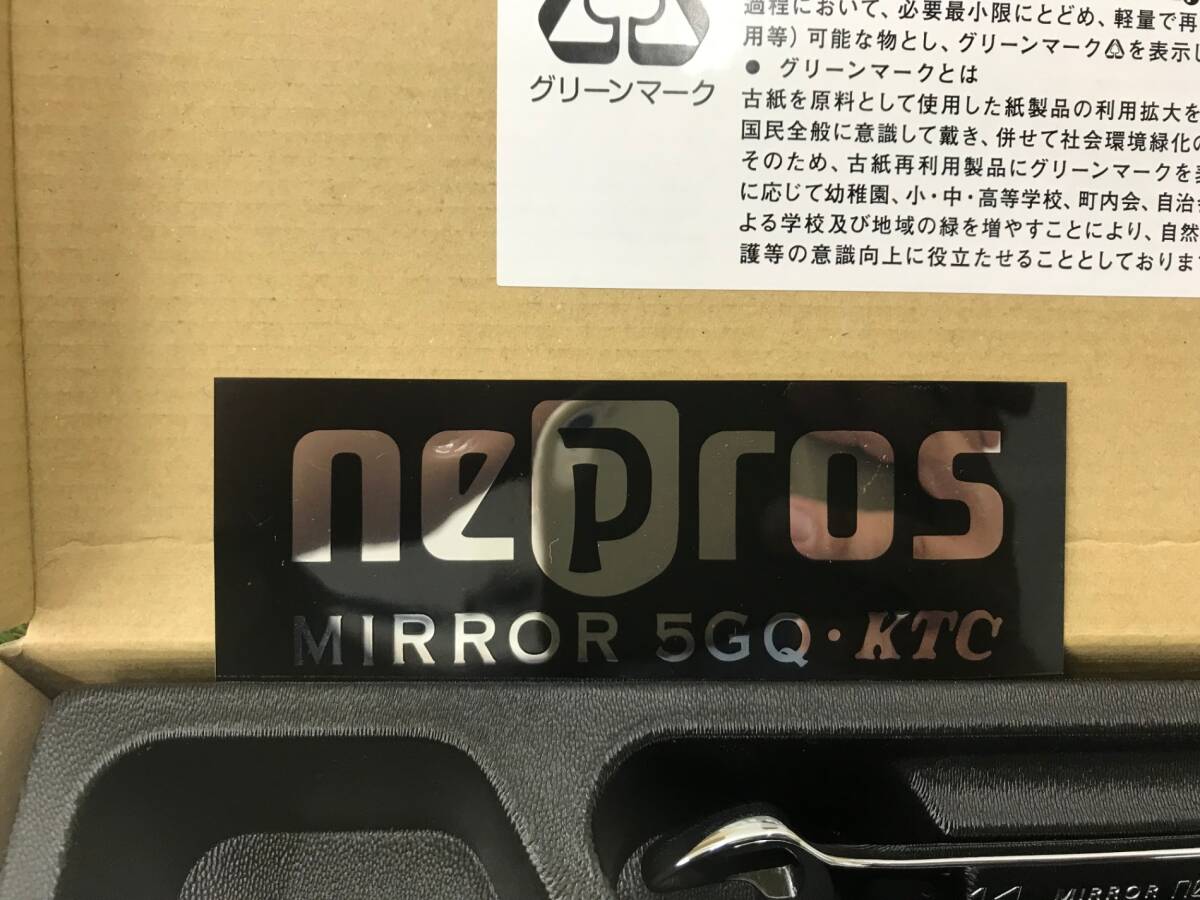 過程において、必要最小限にとどめ、軽量で再
用等）可能な物とし、グリーンマークを表示し
● グリーンマークとは
グリーンマーク
古紙を原料として使用した紙製品の利用拡大を
国民全般に意識して戴き、併せて社会環境緑化の
そのため、古紙再利用製品にグリーンマークを
に応じて幼稚園、小・中・高等学校、町内会、自治会
よる学校及び地域の緑を増やすことにより、自然
護等の意識向上に役立たせることとしております
nepros
MIRROR 5GQ・KTC
MIRROR